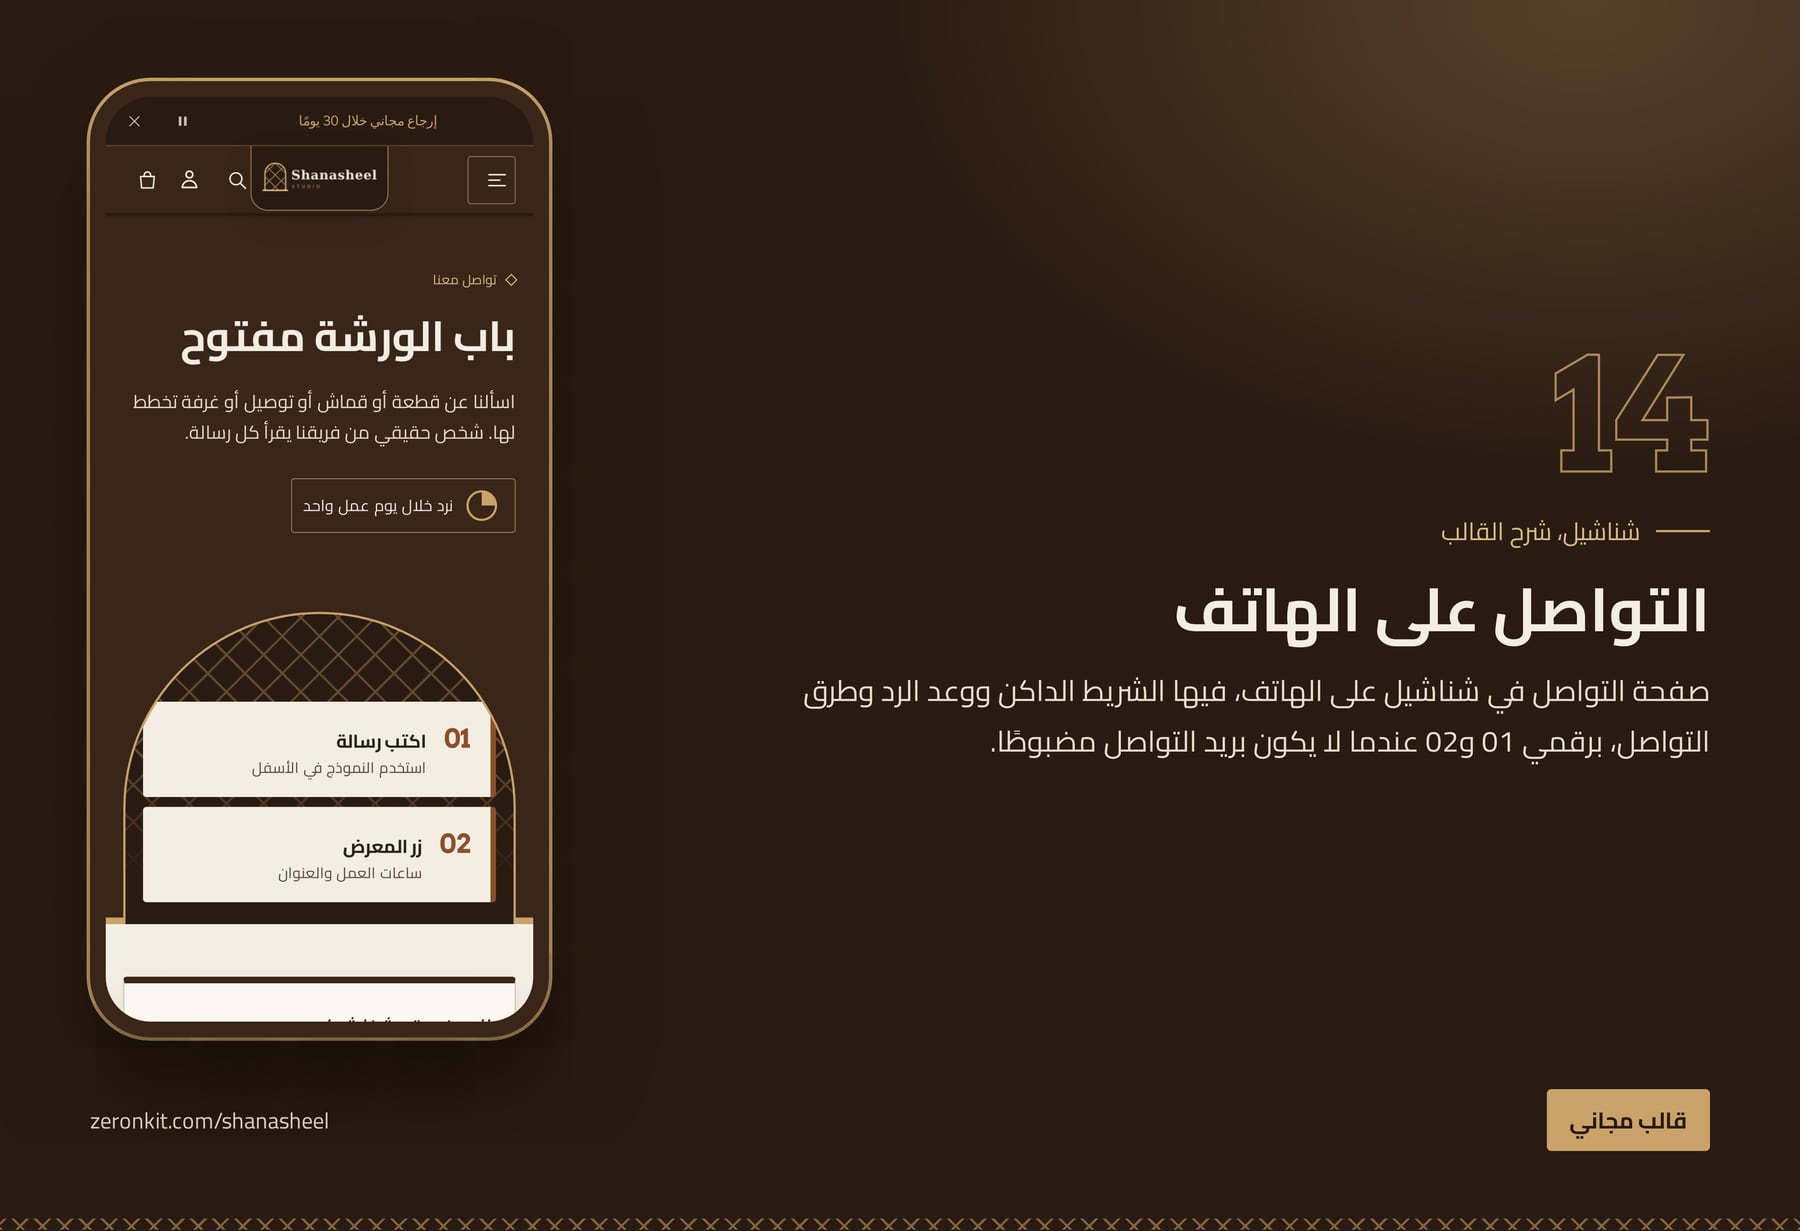 14
شناشيل، شرح القالب
التواصل على الهاتف
صفحة التواصل في شناشيل على الهاتف، فيها الشريط الداكن ووعد الرد وطرق
التواصل، برقمي 01 و02 عندما لا يكون بريد التواصل مضبوطًا.
قالب مجاني
إرجاع مجاني خلال 30 يومًا
Shanasheel
STUDIO
تواصل معنا
باب الورشة مفتوح
اسألنا عن قطعة أو قماش أو توصيل أو غرفة تخطط
لها. شخص حقيقي من فريقنا يقرأ كل رسالة.
نرد خلال يوم عمل واحد
01
اكتب رسالة
استخدم النموذج في الأسفل
02
زر المعرض
ساعات العمل والعنوان
zeronkit.com/shanasheel